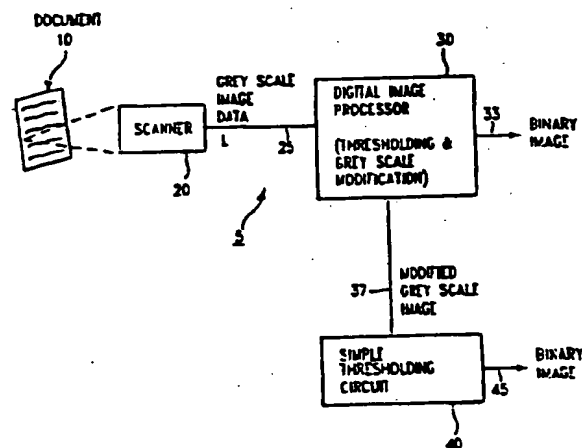 DOCUMENT
10
SCANNER
20
GREY SCALE
IMAGE
DATA
L
25
5
30
DIGITAL IMAGE
PROCESSOR
(THRESHOLDING &
GREY SCALE
MODIFICATION)
33
BINARY
IMAGE
37
MODIFIED
GREY SCALE
IMAGE
SIMPLE
THRESHOLDING
CIRCUIT
40
45
BINARY
IMAGE